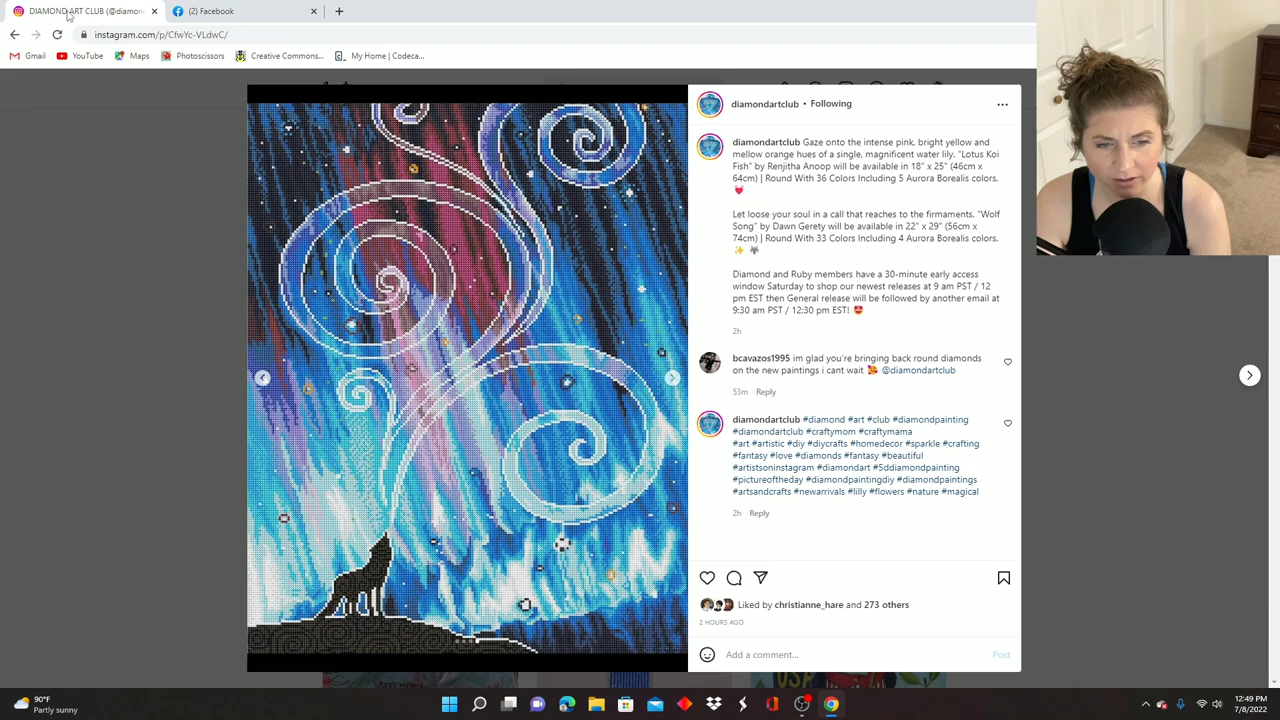 DIAMOND ART CLUB (@diamon
(2) Facebook
instagram.com/p/CfwYc-VLdwC/
Gmail
YouTube
Maps
Photoscissors
Creative Commons...
My Home | Codeca...
diamondartclub • Following
diamondartclub Gaze onto the intense pink, bright yellow and
mellow orange hues of a single, magnificent water lily. "Lotus Koi
Fish" by Renjitha Anoop will be available in 18" x 25" (46cm x
64cm) | Round With 36 Colors Including 5 Aurora Borealis colors.
💗
Let loose your soul in a call that reaches to the firmaments. "Wolf
Song" by Dawn Gerety will be available in 22" x 29" (56cm x
74cm) | Round With 33 Colors Including 4 Aurora Borealis colors.
✨ 🐺
Diamond and Ruby members have a 30-minute early access
window Saturday to shop our newest releases at 9 am PST / 12
pm EST then General release will be followed by another email at
9:30 am PST / 12:30 pm EST! 😍
2h
bcavazos1995 im glad you're bringing back round diamonds
on the new paintings i cant wait 🥰 @diamondartclub
53m Reply
diamondartclub #diamond #art #club #diamondpainting
#diamondartclub #craftymom #craftymama
#art #artistic #diy #diycrafts #homedecor #sparkle #crafting
#fantasy #love #diamonds #fantasy #beautiful
#artistsoninstagram #diamondart #5ddiamondpainting
#pictureoftheday #diamondpaintingdiy #diamondpaintings
#artsandcrafts #newarrivals #lilly #flowers #nature #magical
2h Reply
Liked by christianne_hare and 273 others
2 HOURS AGO
Add a comment...
Post
USA
90°F
Partly sunny
12:49 PM
7/8/2022